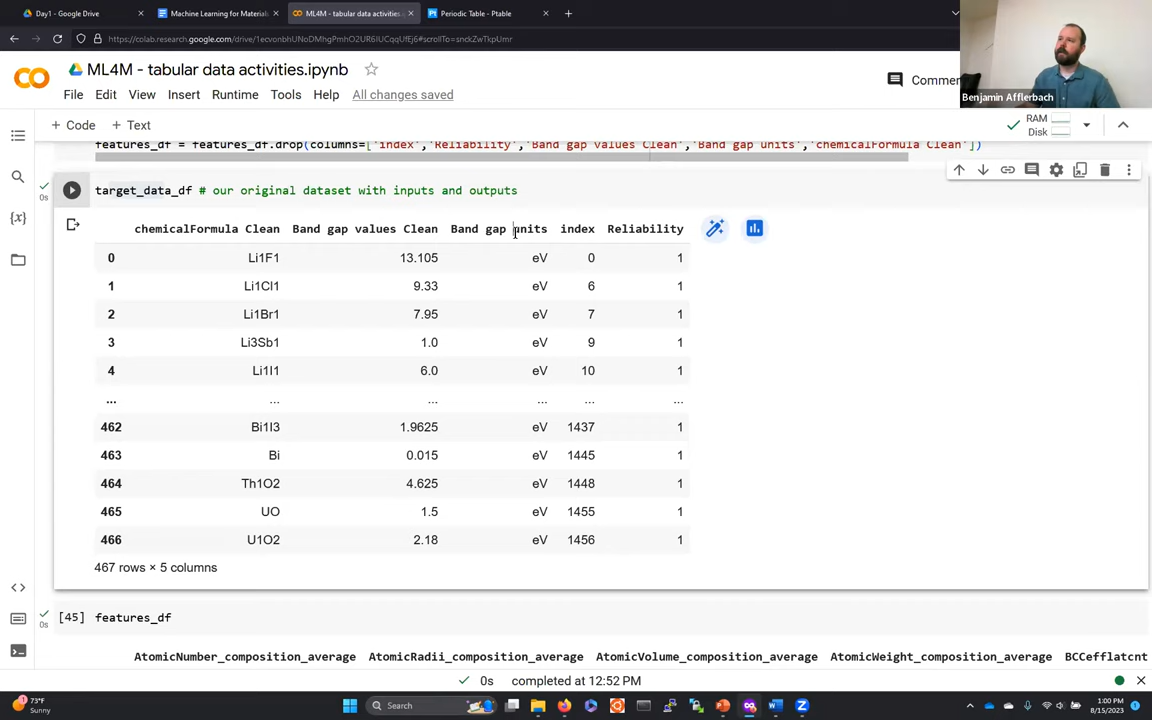 Day1 - Google Drive
Machine Learning for Materials
ML4M - tabular data activities.
Periodic Table - Ptable
ML4M - tabular data activities.ipynb
File Edit View Insert Runtime Tools Help All changes saved
Comme
Benjamin Afflerbach
+ Code + Text
RAM
Disk
features_df = features_df.drop(columns=['index','Reliability','Band gap values Clean','Band gap units','chemicalFormula Clean'])
0s
target_data_df # our original dataset with inputs and outputs
chemicalFormula Clean Band gap values Clean Band gap units index Reliability
0 Li1F1 13.105 eV 0 1
1 Li1Cl1 9.33 eV 6 1
2 Li1Br1 7.95 eV 7 1
3 Li3Sb1 1.0 eV 9 1
4 Li1I1 6.0 eV 10 1
... ... ... ... ... ...
462 Bi1I3 1.9625 eV 1437 1
463 Bi 0.015 eV 1445 1
464 Th1O2 4.625 eV 1448 1
465 UO 1.5 eV 1455 1
466 U1O2 2.18 eV 1456 1
467 rows × 5 columns
[45] features_df
0s
AtomicNumber_composition_average AtomicRadii_composition_average AtomicVolume_composition_average AtomicWeight_composition_average BCCefflatcnt
0s completed at 12:52 PM
73°F
Sunny
Search
1:00 PM
8/15/2023